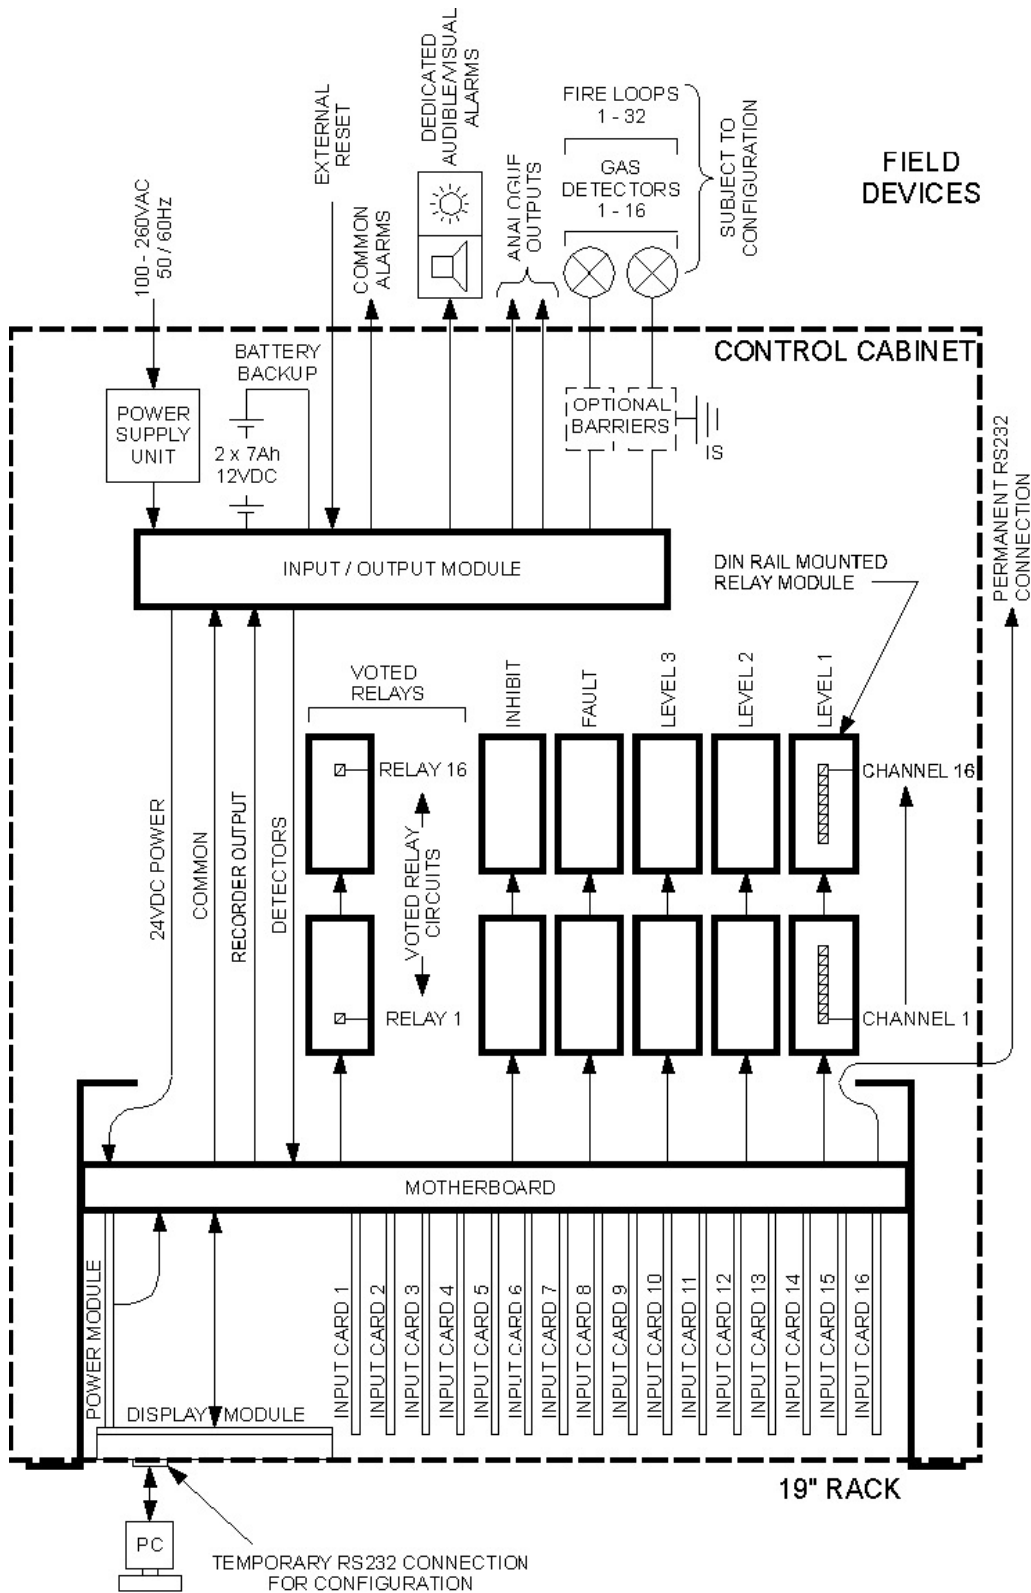 DEDICATED
AUDIBLE/VISUAL
ALARMS
FIRE LOOPS
1 - 32
GAS
DETECTORS
1 - 16
SUBJECT TO
CONFIGURATION
FIELD
DEVICES
EXTERNAL
RESET
100 - 260VAC
50 / 60HZ
COMMON
ALARMS
ANALOGUE
OUTPUTS
CONTROL CABINET
BATTERY
BACKUP
POWER
SUPPLY
UNIT
2 x 7Ah
12VDC
OPTIONAL
BARRIERS
IS
PERMANENT RS232
CONNECTION
INPUT / OUTPUT MODULE
DIN RAIL MOUNTED
RELAY MODULE
VOTED
RELAYS
INHIBIT
FAULT
LEVEL 3
LEVEL 2
LEVEL 1
RELAY 16
CHANNEL 16
24VDC POWER
COMMON
RECORDER OUTPUT
DETECTORS
VOTED RELAY
CIRCUITS
RELAY 1
CHANNEL 1
MOTHERBOARD
POWER MODULE
INPUT CARD 1
INPUT CARD 2
INPUT CARD 3
INPUT CARD 4
INPUT CARD 5
INPUT CARD 6
INPUT CARD 7
INPUT CARD 8
INPUT CARD 9
INPUT CARD 10
INPUT CARD 11
INPUT CARD 12
INPUT CARD 13
INPUT CARD 14
INPUT CARD 15
INPUT CARD 16
DISPLAY MODULE
19" RACK
PC
TEMPORARY RS232 CONNECTION
FOR CONFIGURATION